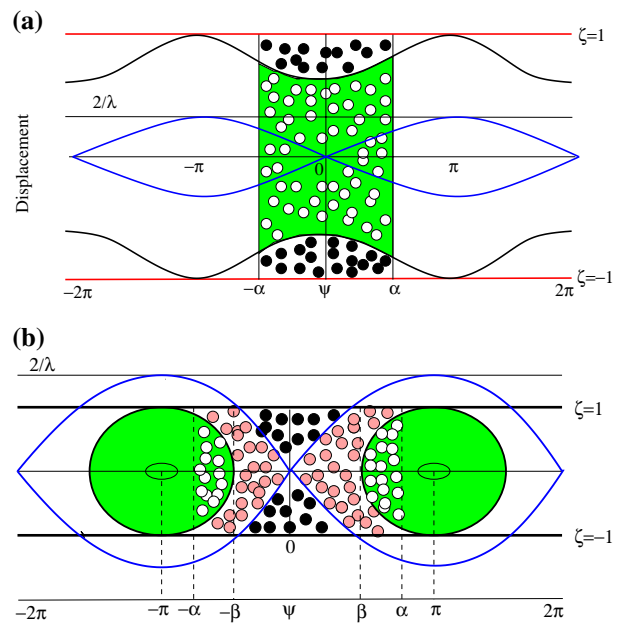 (a)
ζ=1
2/λ
Displacement
−π 0 π
ζ=−1
−2π −α ψ α 2π
(b)
2/λ
ζ=1
0
ζ=−1
−2π −π −α −β ψ β α π 2π